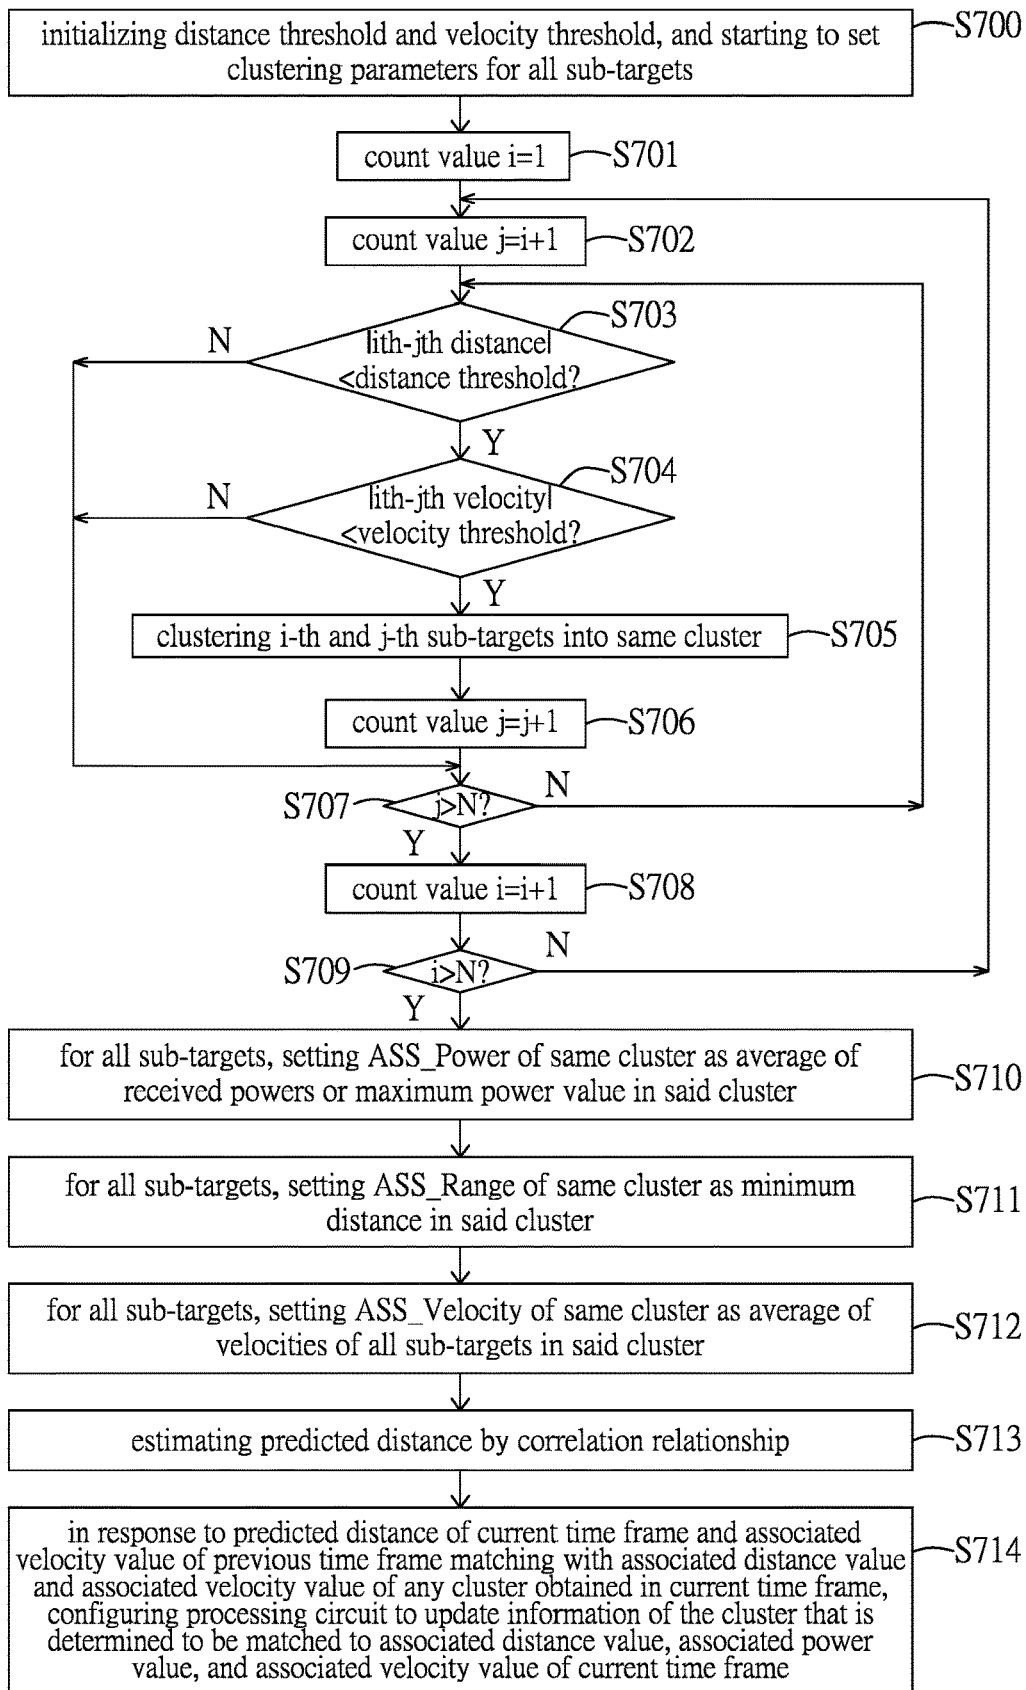 initializing distance threshold and velocity threshold, and starting to set
clustering parameters for all sub-targets
S700
count value i=1
S701
count value j=i+1
S702
|ith-jth distance|
<distance threshold?
S703
N
Y
|ith-jth velocity|
<velocity threshold?
S704
N
Y
clustering i-th and j-th sub-targets into same cluster
S705
count value j=j+1
S706
S707
j>N?
N
Y
count value i=i+1
S708
S709
i>N?
N
Y
for all sub-targets, setting ASS_Power of same cluster as average of
received powers or maximum power value in said cluster
S710
for all sub-targets, setting ASS_Range of same cluster as minimum
distance in said cluster
S711
for all sub-targets, setting ASS_Velocity of same cluster as average of
velocities of all sub-targets in said cluster
S712
estimating predicted distance by correlation relationship
S713
in response to predicted distance of current time frame and associated
velocity value of previous time frame matching with associated distance value
and associated velocity value of any cluster obtained in current time frame,
configuring processing circuit to update information of the cluster that is
determined to be matched to associated distance value, associated power
value, and associated velocity value of current time frame
S714